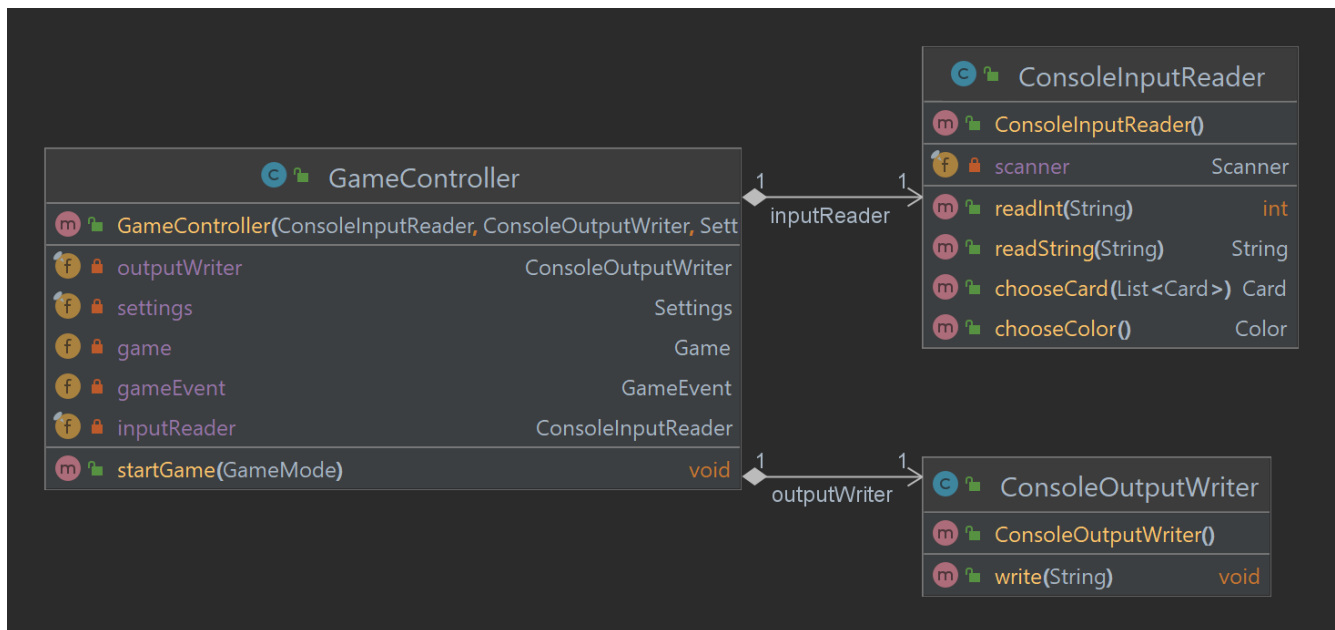 GameController
GameController(ConsoleInputReader, ConsoleOutputWriter, Sett
outputWriter ConsoleOutputWriter
settings Settings
game Game
gameEvent GameEvent
inputReader ConsoleInputReader
startGame(GameMode) void
1 1
inputReader
1 1
outputWriter
ConsoleInputReader
ConsoleInputReader()
scanner Scanner
readInt(String) int
readString(String) String
chooseCard(List<Card>) Card
chooseColor() Color
ConsoleOutputWriter
ConsoleOutputWriter()
write(String) void